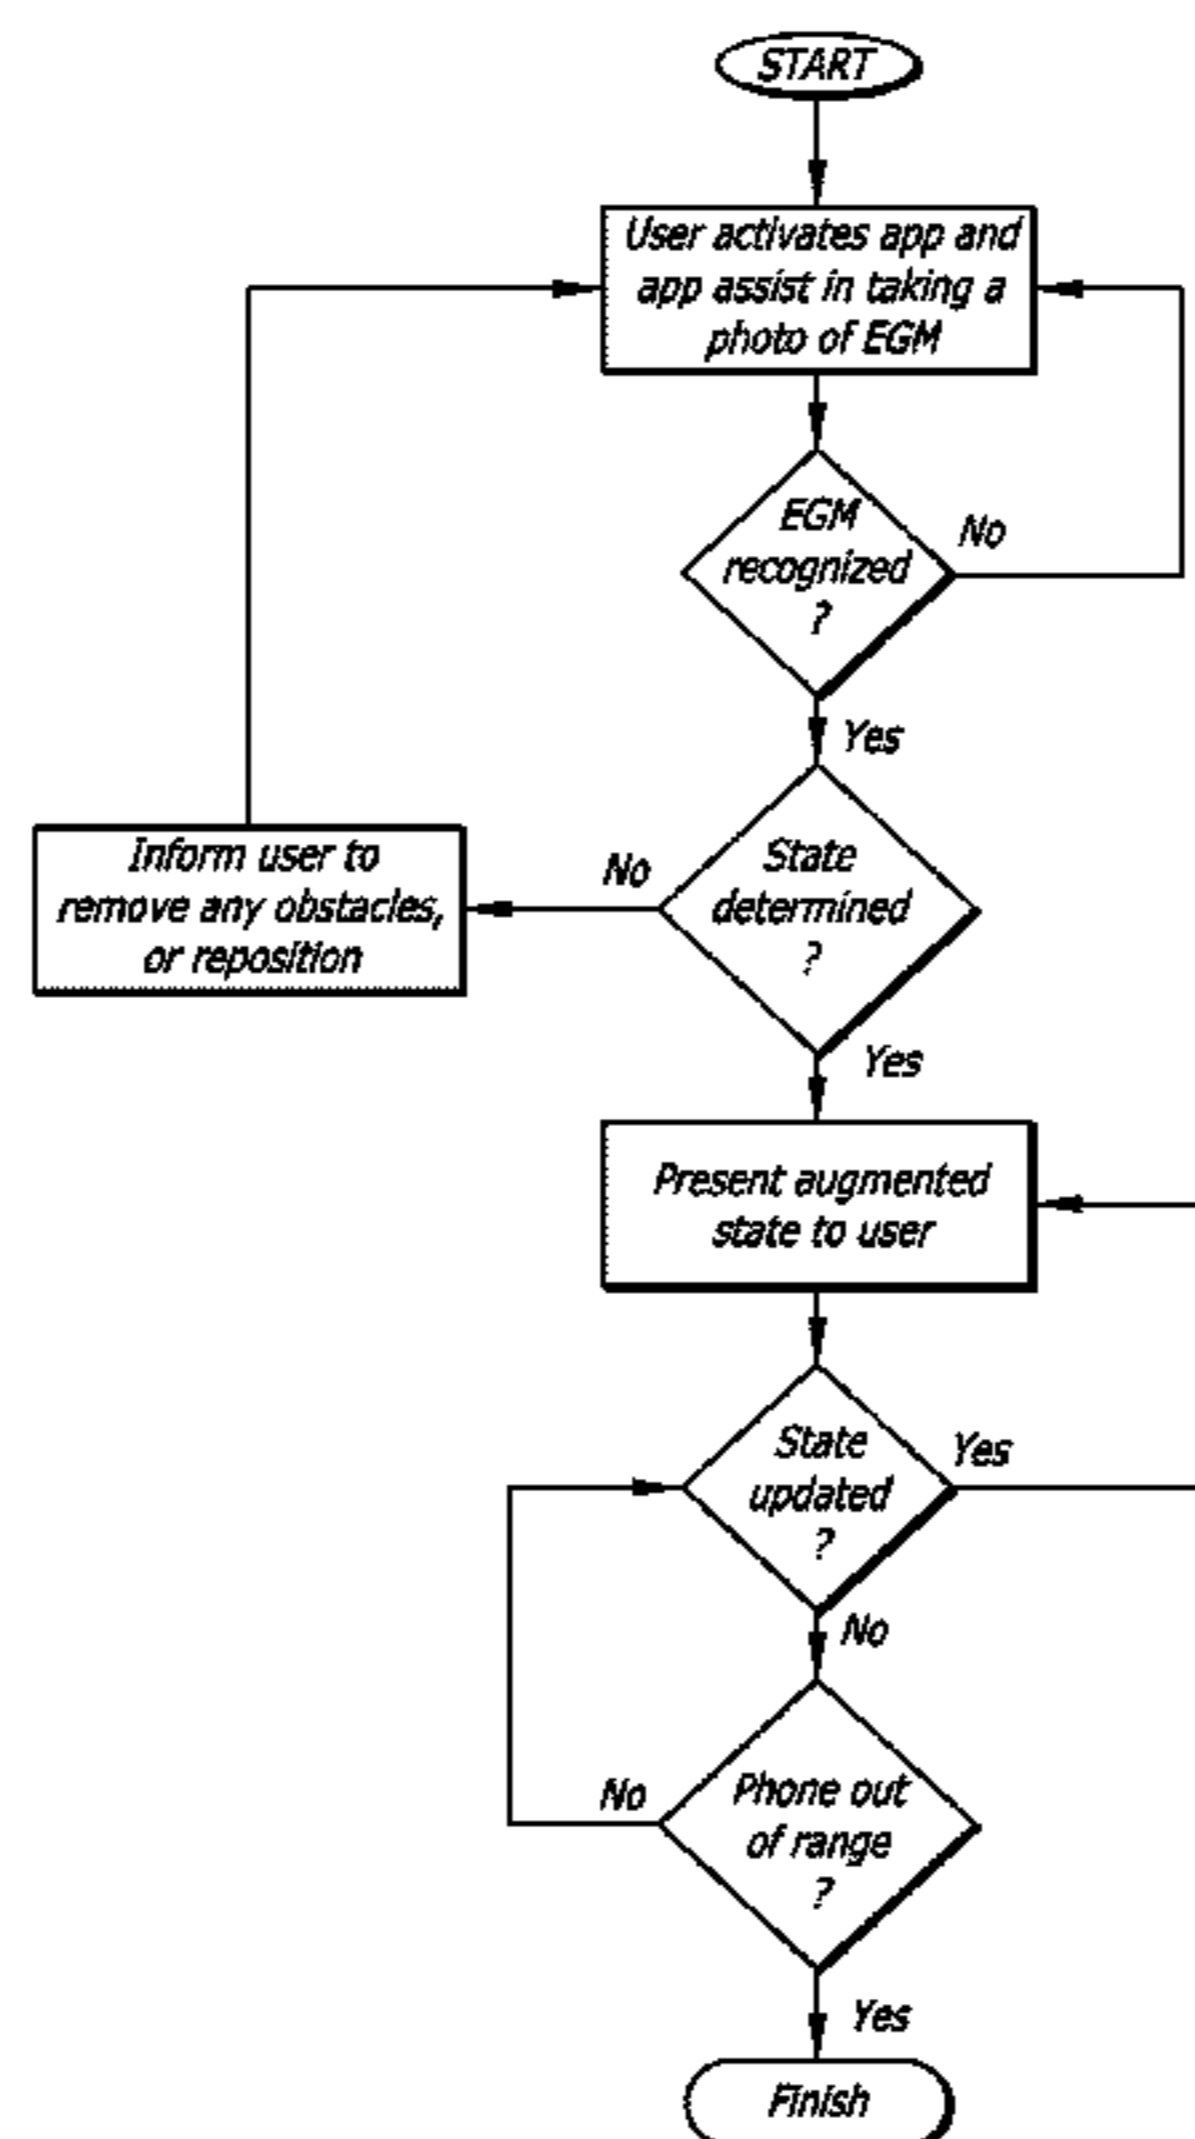 START
User activates app and
app assist in taking a
photo of EGM
EGM
recognized
?
No
Yes
State
determined
?
No
Inform user to
remove any obstacles,
or reposition
Yes
Present augmented
state to user
State
updated
?
Yes
No
Phone out
of range
?
No
Yes
Finish